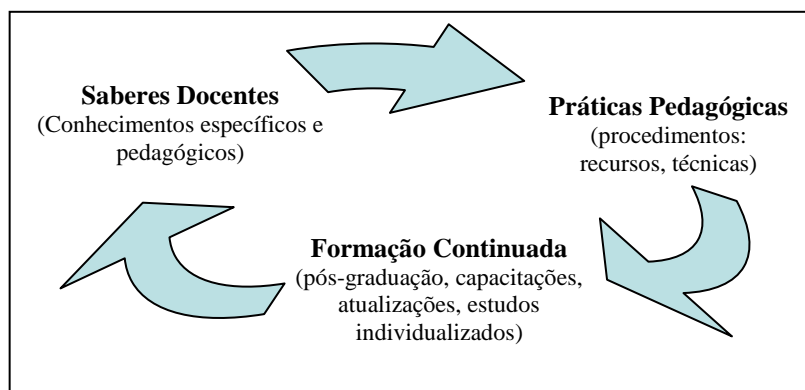 Saberes Docentes
(Conhecimentos específicos e
pedagógicos)
Práticas Pedagógicas
(procedimentos:
recursos, técnicas)
Formação Continuada
(pós-graduação, capacitações,
atualizações, estudos
individualizados)